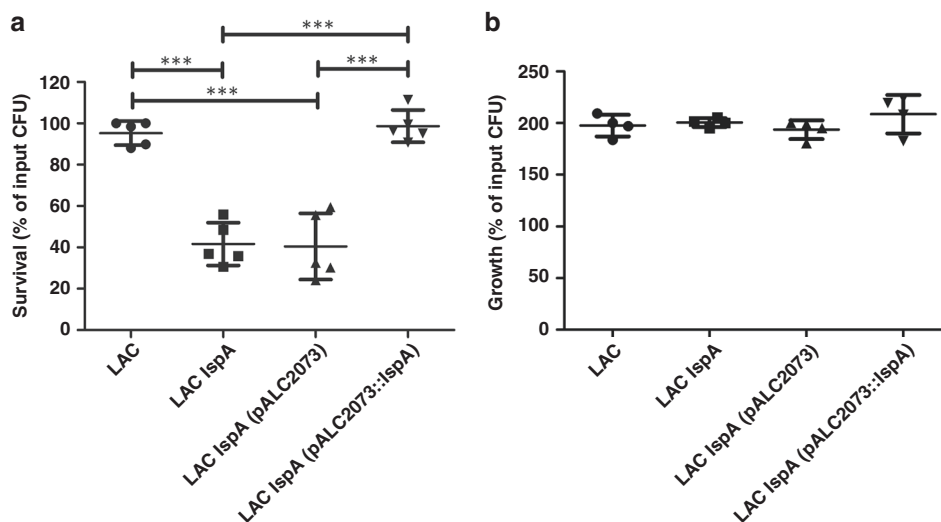 a
b
***
***
***
***
Survival (% of input CFU)
120
100
80
60
40
20
0
LAC
LAC lspA
LAC lspA (pALC2073)
LAC lspA (pALC2073::lspA)
Growth (% of input CFU)
250
200
150
100
50
0
LAC
LAC lspA
LAC lspA (pALC2073)
LAC lspA (pALC2073::lspA)